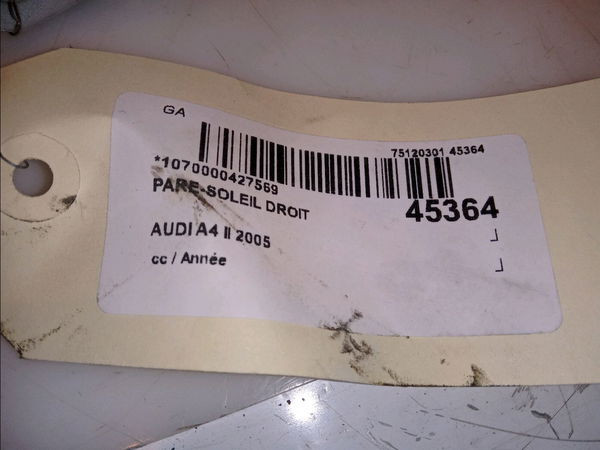 GA
75120301 45364
*1070000427569
PARE-SOLEIL DROIT
45364
AUDI A4 II 2005
cc / Année